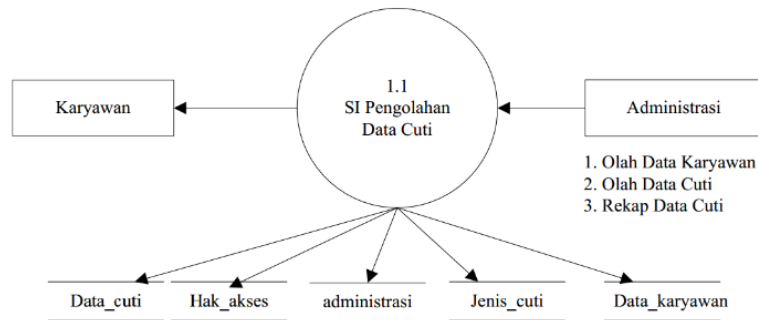 1.1
SI Pengolahan
Data Cuti
Karyawan
Administrasi
1. Olah Data Karyawan
2. Olah Data Cuti
3. Rekap Data Cuti
Data_cuti
Hak_akses
administrasi
Jenis_cuti
Data_karyawan